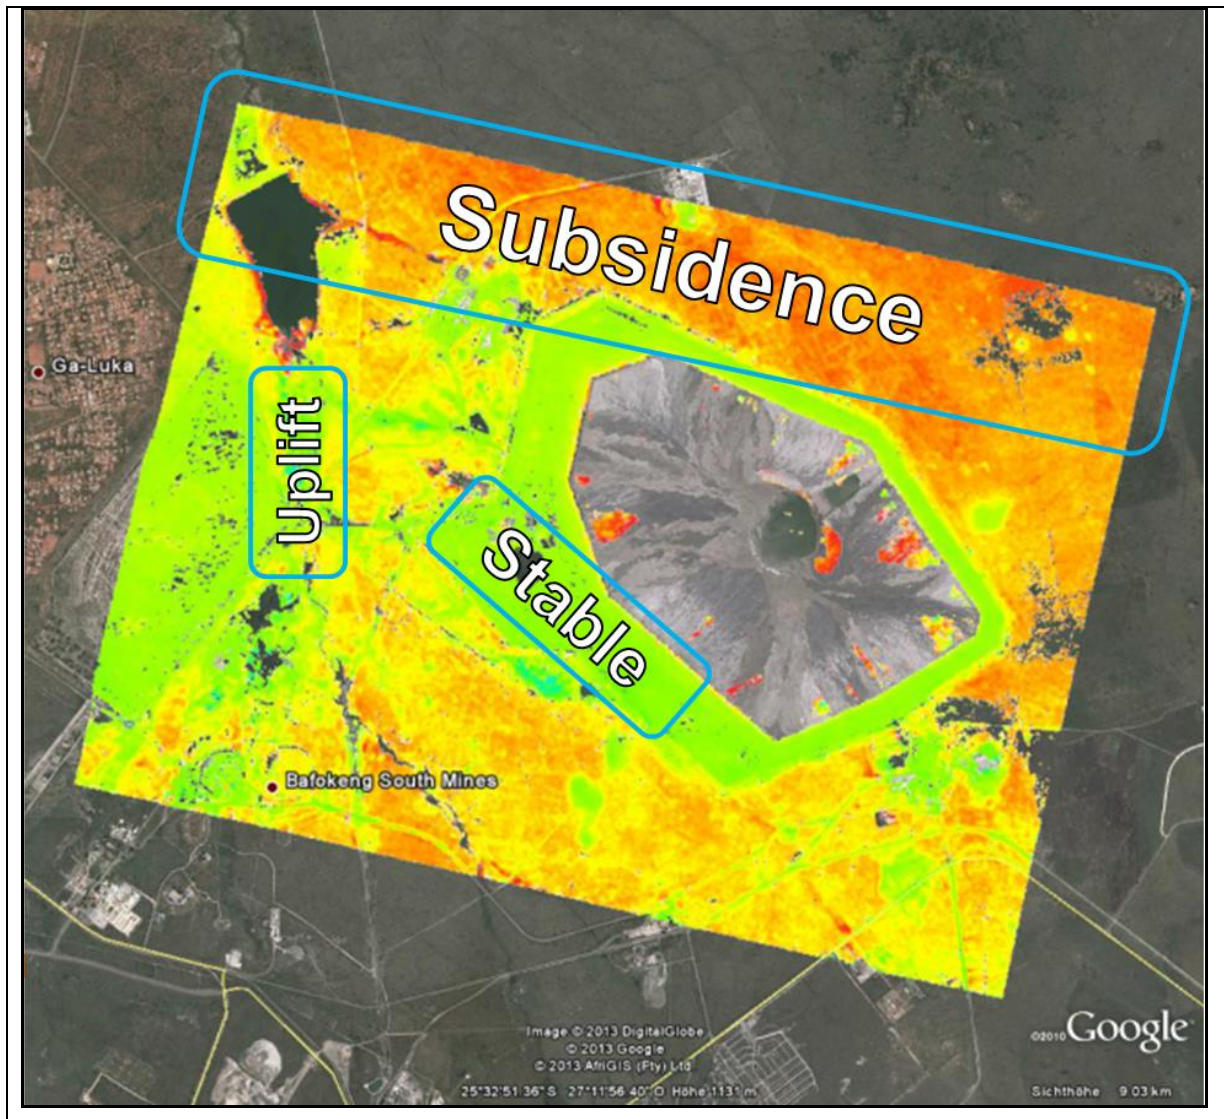 Subsidence
Ga-Luka
Uplift
Stable
Bafokeng South Mines
Image © 2013 DigitalGlobe
© 2013 Google
© 2013 AfriGIS (Pty) Ltd.
©2010 Google
25°32'51.36" S 27°11'56.40" O Höhe 1131 m
Sichthöhe 9.03 km